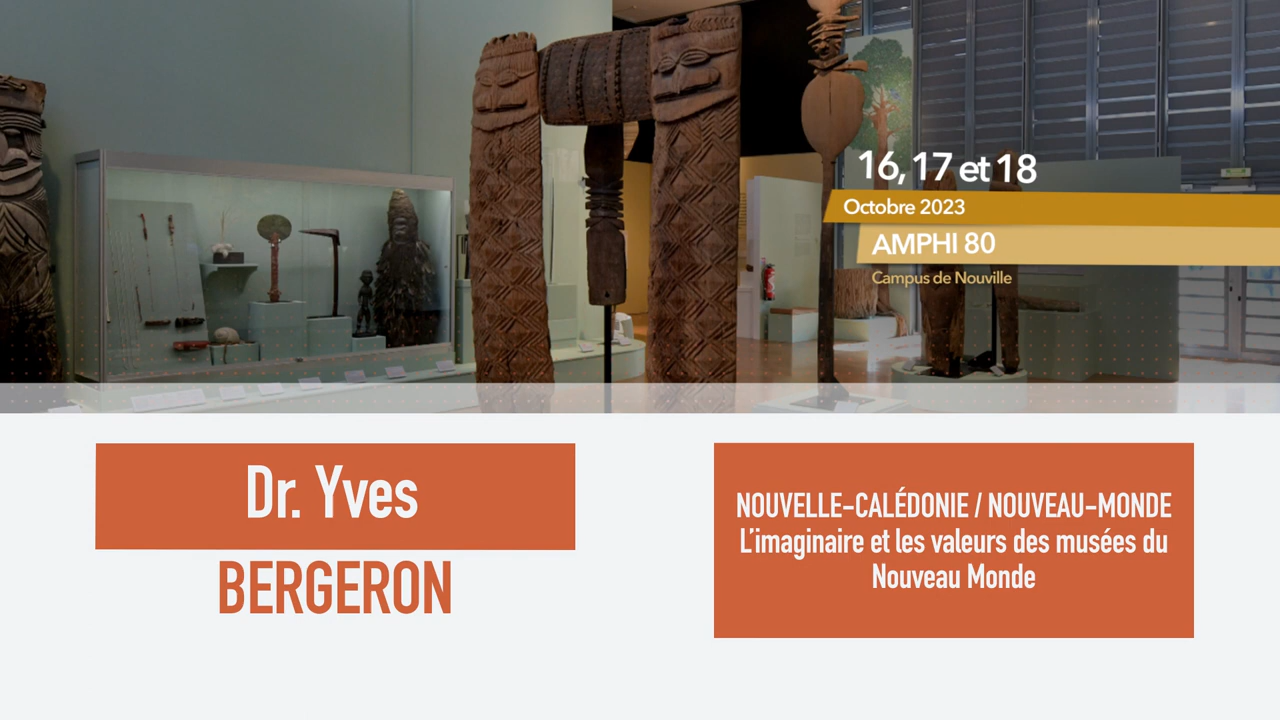 16, 17 et 18
Octobre 2023
AMPHI 80
Campus de Nouville
Dr. Yves
BERGERON
NOUVELLE-CALÉDONIE / NOUVEAU-MONDE
L'imaginaire et les valeurs des musées du
Nouveau Monde